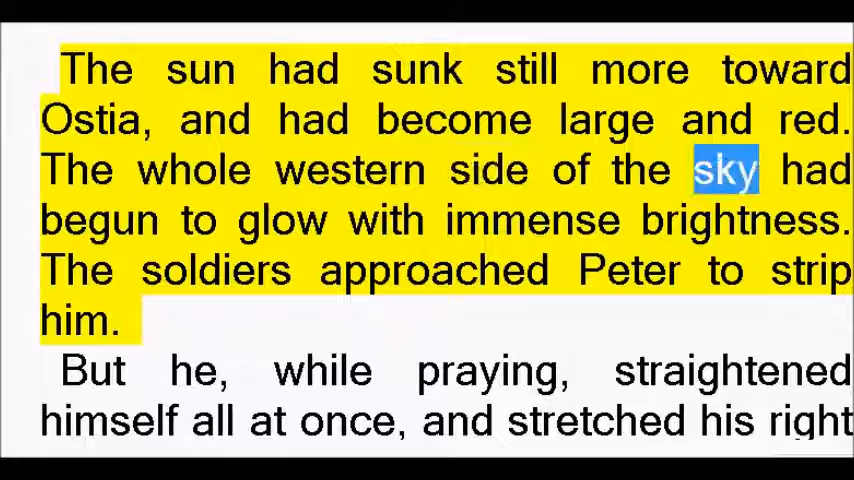 The sun had sunk still more toward
Ostia, and had become large and red.
The whole western side of the sky had
begun to glow with immense brightness.
The soldiers approached Peter to strip
him.
But he, while praying, straightened
himself all at once, and stretched his right